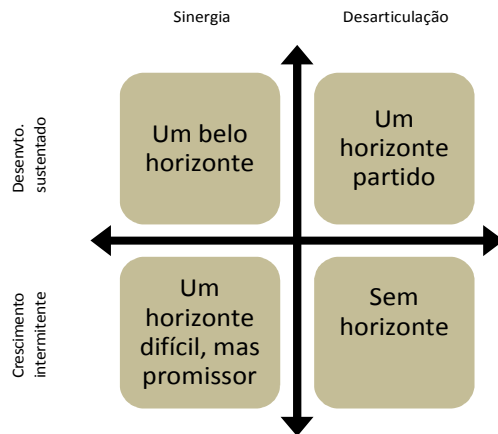 Sinergia
Desarticulação
Desenvto.
sustentado
Um belo
horizonte
Um
horizonte
partido
Crescimento
intermitente
Um
horizonte
difícil, mas
promissor
Sem
horizonte